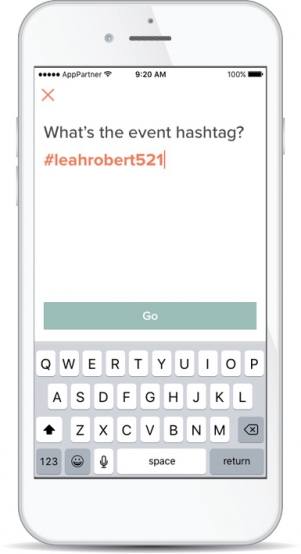 AppPartner 9:20 AM 100%
What's the event hashtag?
#leahrobert521
Go
Q W E R T Y U I O P
A S D F G H J K L
Z X C V B N M
123 space return